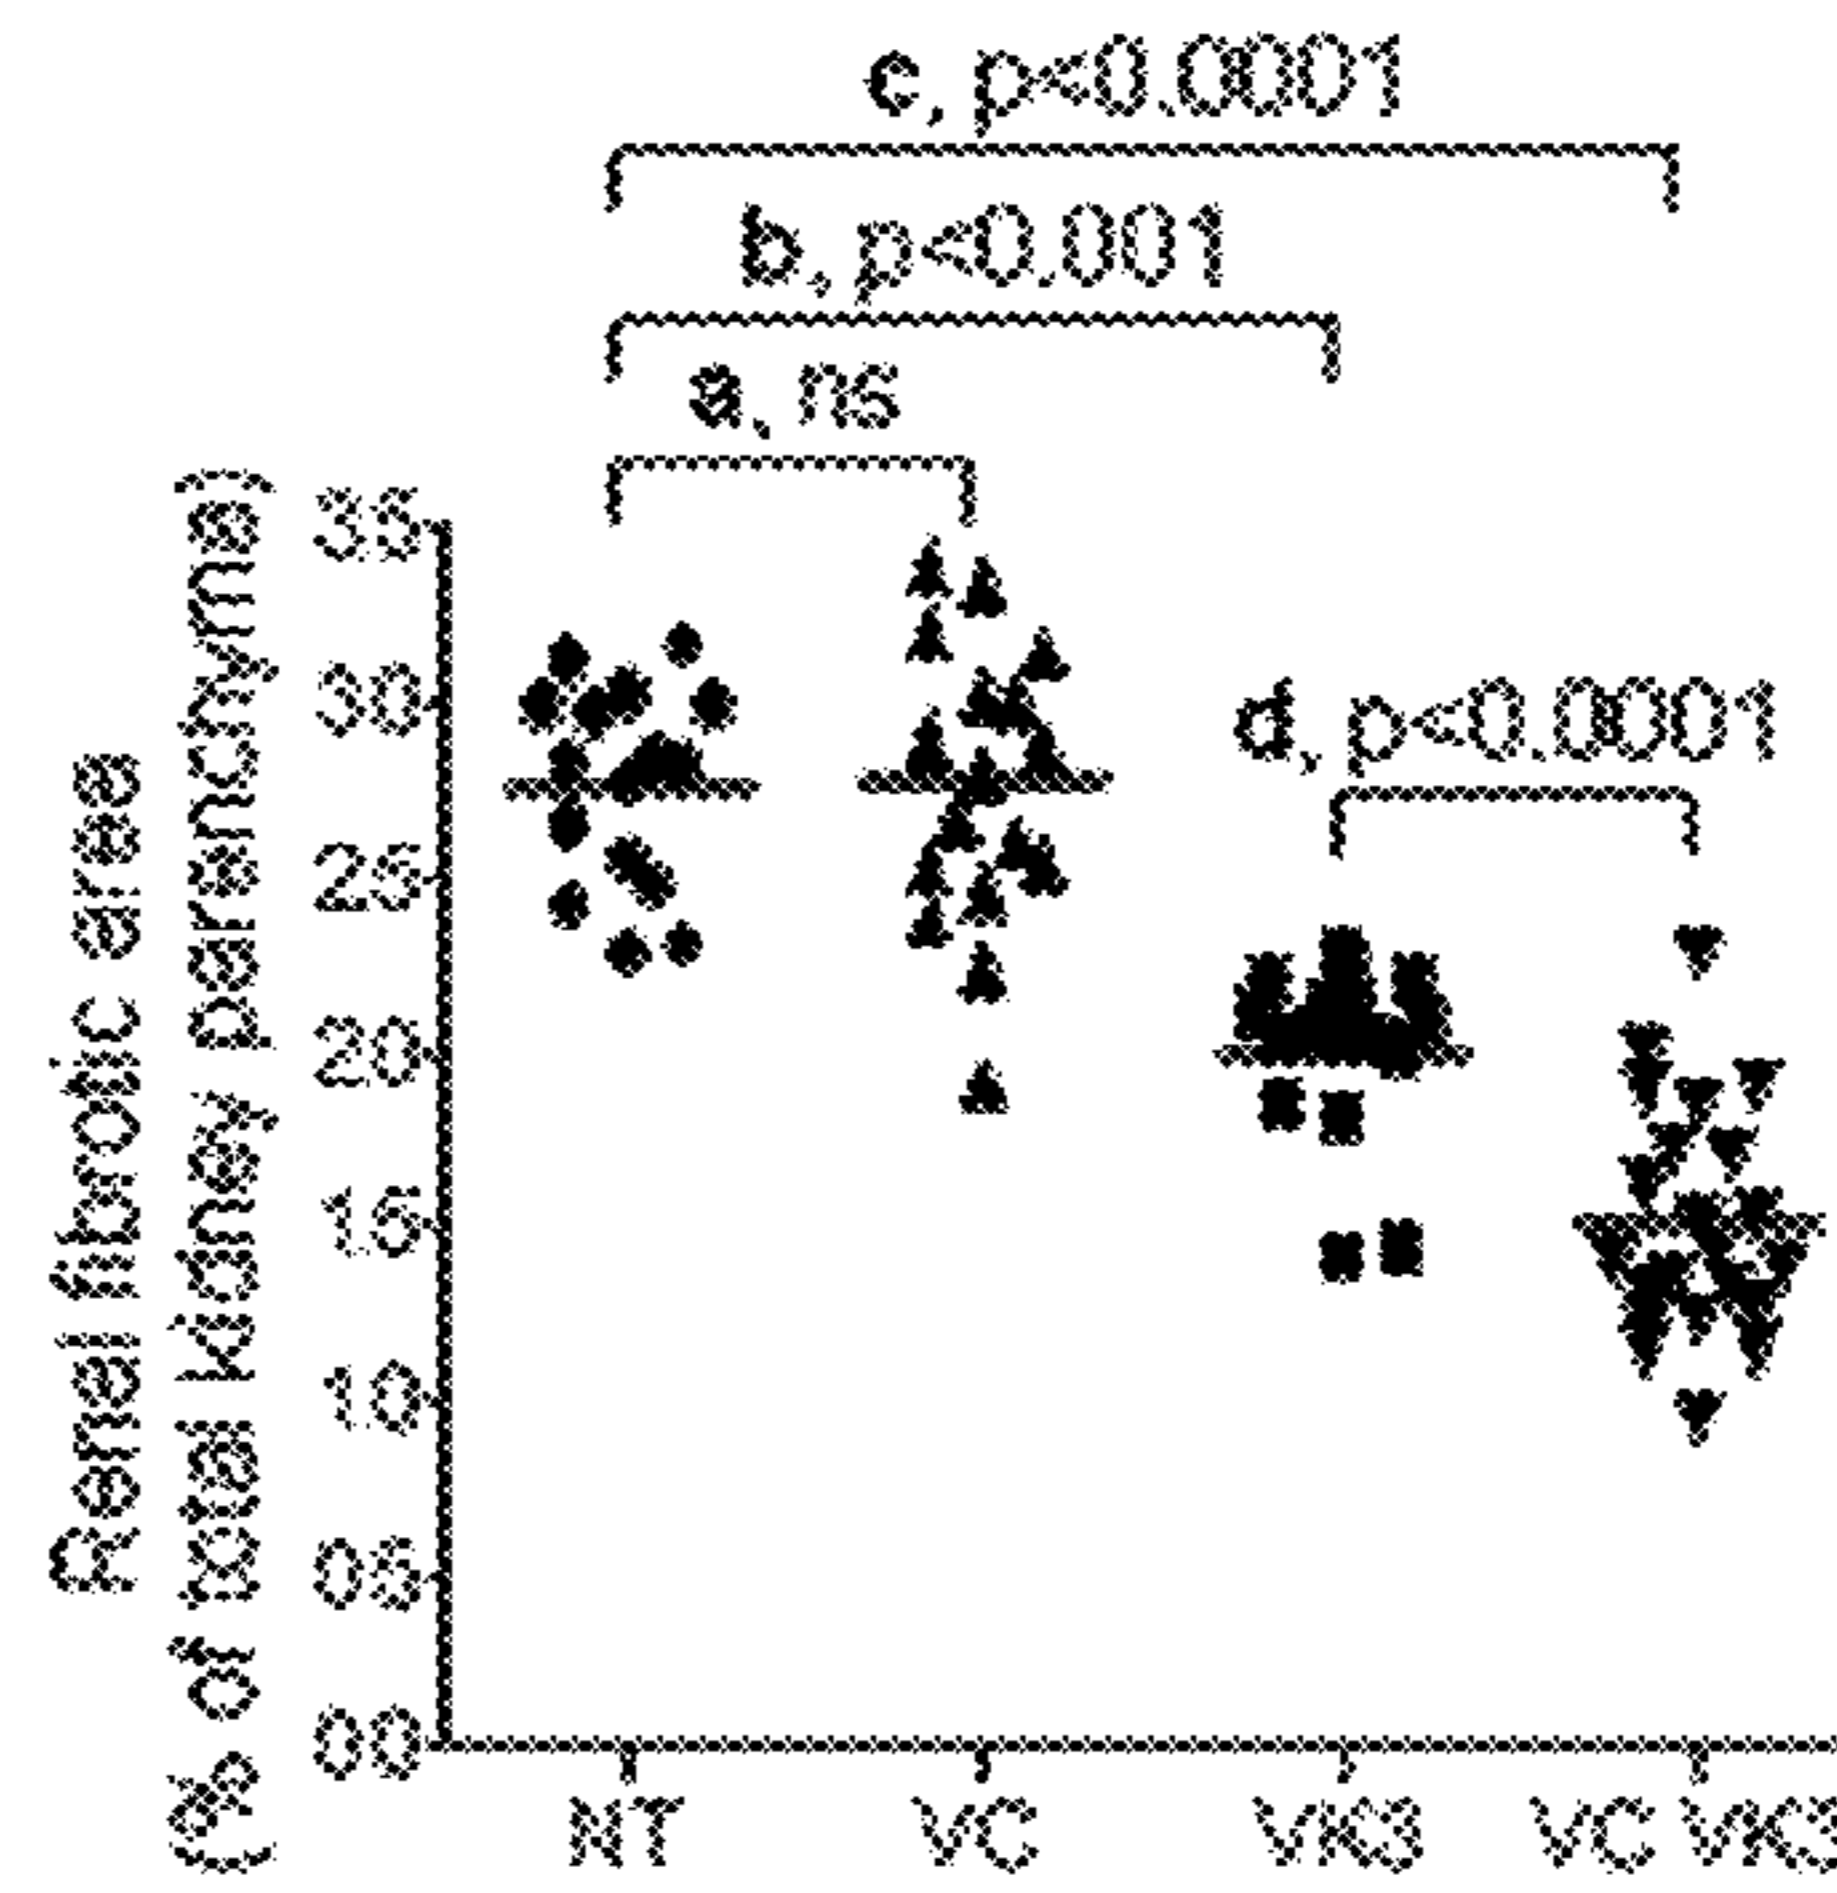 c, p<0.0001
b, p<0.001
a, ns
d, p<0.0001
Renal fibrotic area
(% of total kidney parenchyma)
35
30
25
20
15
10
05
00
NT VC VK3 VC VK3